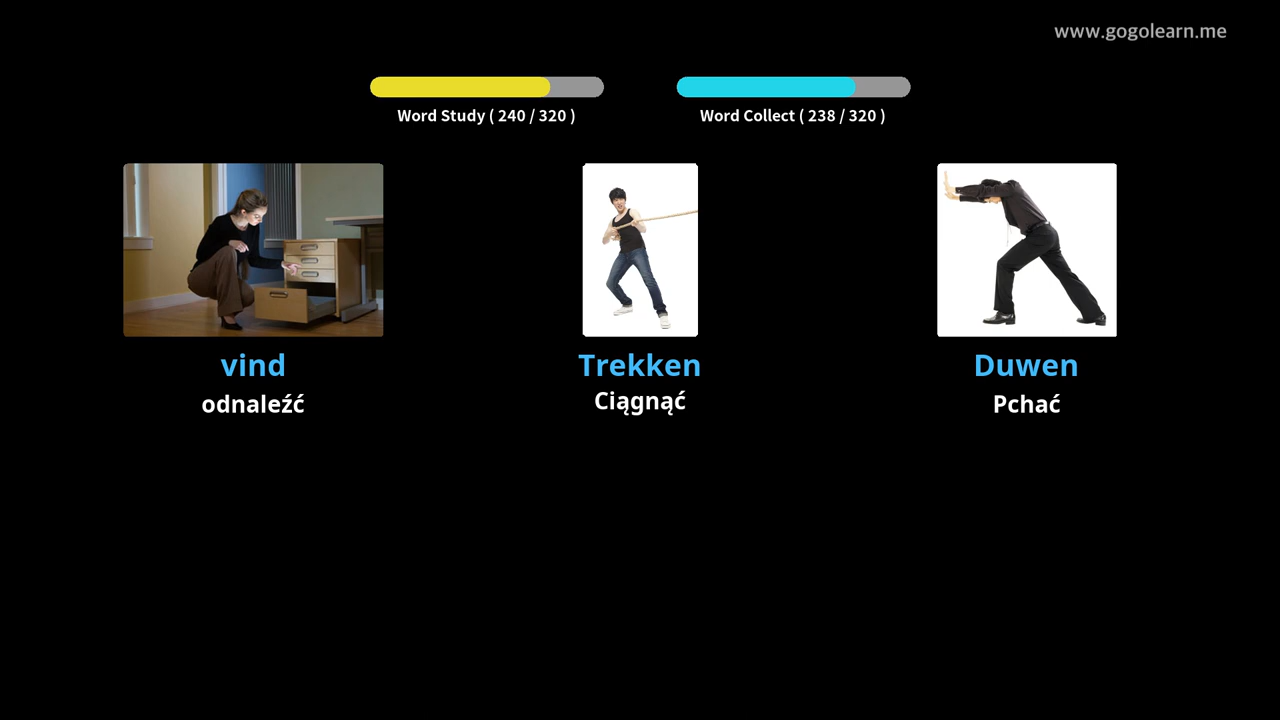 www.gogolearn.me
Word Study ( 240 / 320 )
Word Collect ( 238 / 320 )
vind
odnaleźć
Trekken
Ciągnąć
Duwen
Pchać